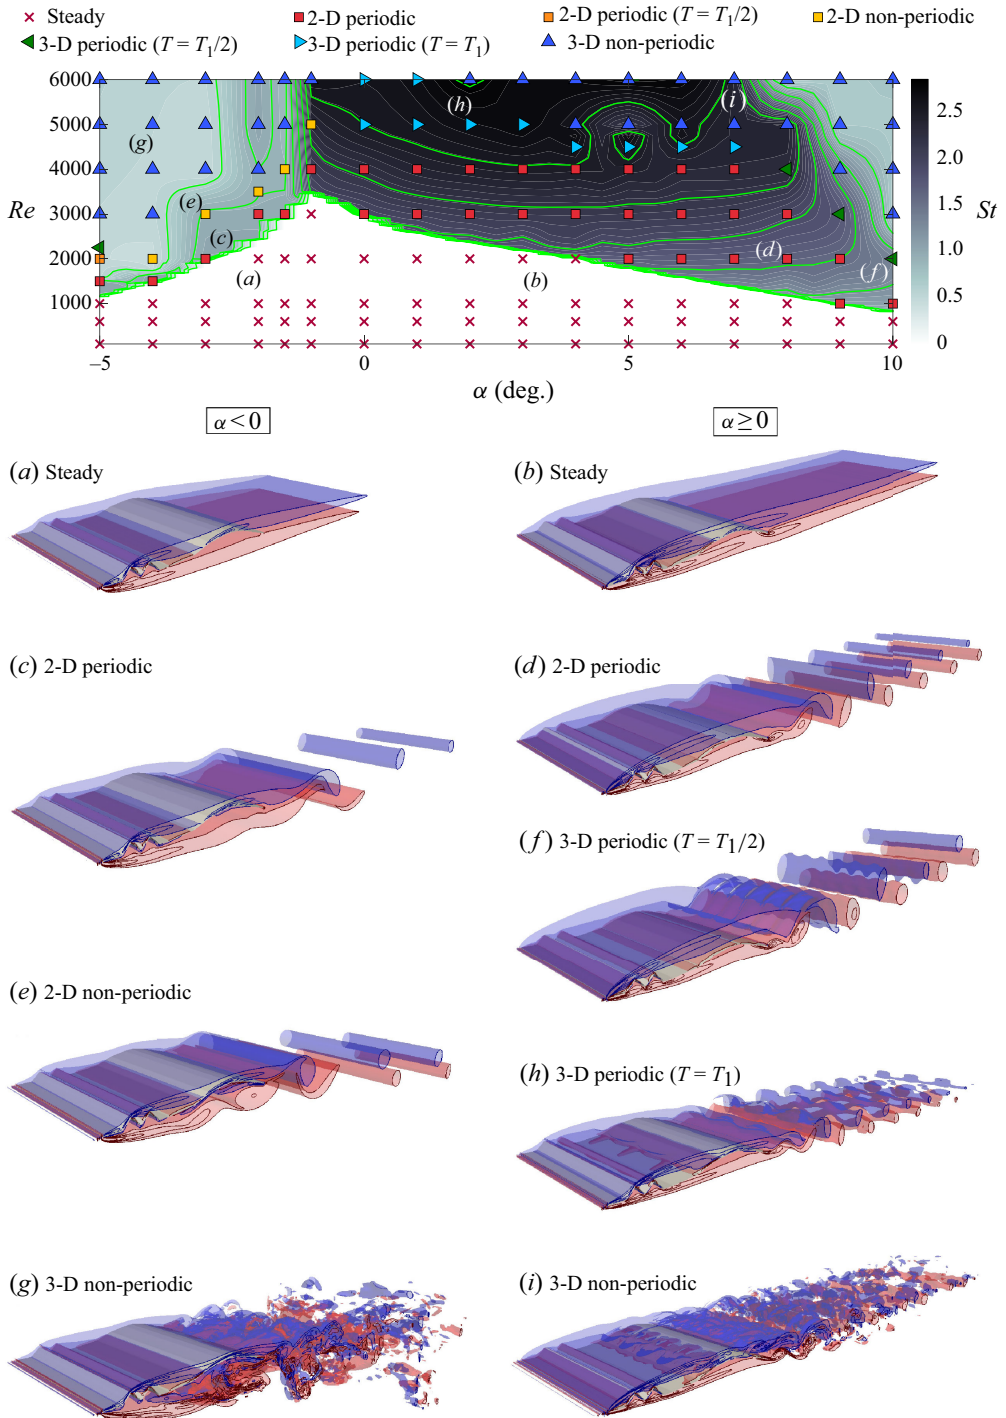 Steady
2-D periodic
2-D periodic (T = T1/2)
2-D non-periodic
3-D periodic (T = T1/2)
3-D periodic (T = T1)
3-D non-periodic
6000
5000
4000
3000
2000
1000
Re
(g)
(e)
(c)
(a)
(h)
(i)
(b)
(d)
(f)
−5
0
5
10
α (deg.)
2.5
2.0
1.5
1.0
0.5
0
St
α < 0
α ≥ 0
(a) Steady
(b) Steady
(c) 2-D periodic
(d) 2-D periodic
(f) 3-D periodic (T = T1/2)
(e) 2-D non-periodic
(h) 3-D periodic (T = T1)
(g) 3-D non-periodic
(i) 3-D non-periodic